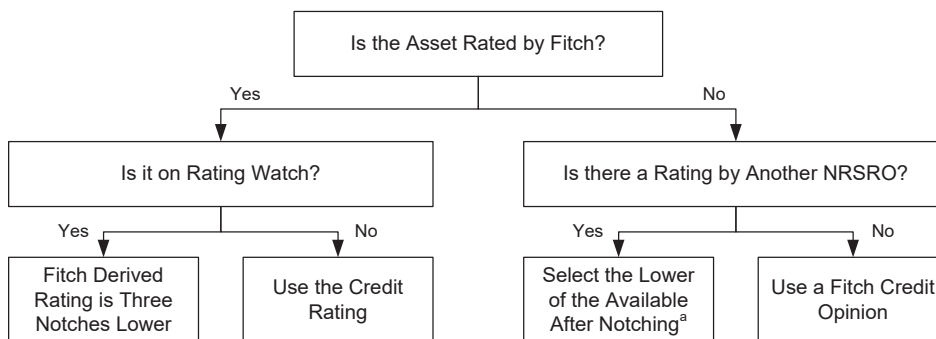 Is the Asset Rated by Fitch?
Yes
No
Is it on Rating Watch?
Is there a Rating by Another NRSRO?
Yes
No
Yes
No
Fitch Derived
Rating is Three
Notches Lower
Use the Credit
Rating
Select the Lower
of the Available
After Notchingᵃ
Use a Fitch Credit
Opinion